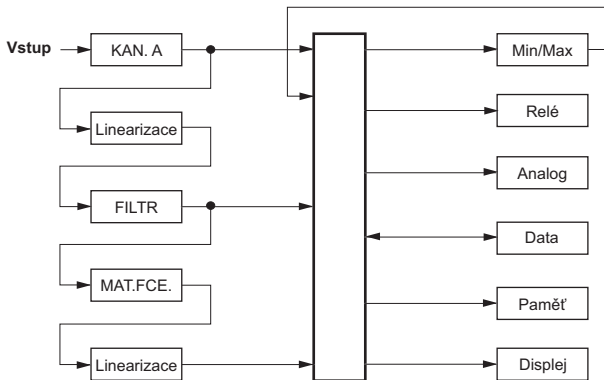 Vstup
KAN. A
Min/Max
Relé
Linearizace
Analog
FILTR
Data
MAT.FCE.
Paměť
Linearizace
Displej